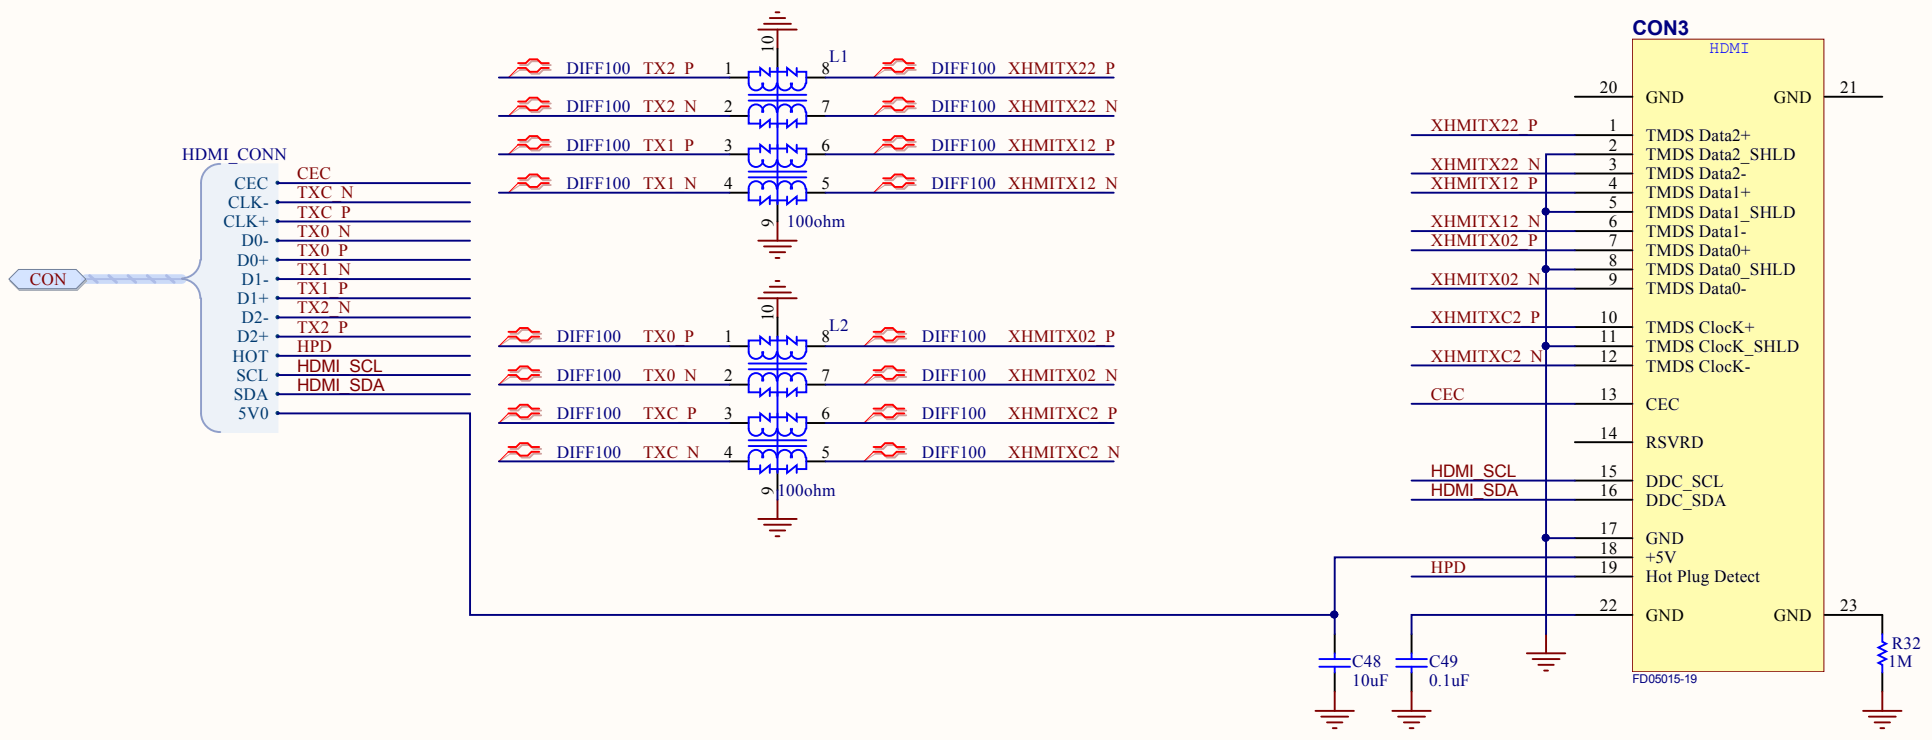 HDMI_CONN
CON
CEC CEC
CLK- TXC_N
CLK+ TXC_P
D0- TX0_N
D0+ TX0_P
D1- TX1_N
D1+ TX1_P
D2- TX2_N
D2+ TX2_P
HOT HPD
SCL HDMI_SCL
SDA HDMI_SDA
5V0
10
L1
DIFF100 TX2_P 1 8 DIFF100 XHMITX22_P
DIFF100 TX2_N 2 7 DIFF100 XHMITX22_N
DIFF100 TX1_P 3 6 DIFF100 XHMITX12_P
DIFF100 TX1_N 4 5 DIFF100 XHMITX12_N
9 100ohm
10
L2
DIFF100 TX0_P 1 8 DIFF100 XHMITX02_P
DIFF100 TX0_N 2 7 DIFF100 XHMITX02_N
DIFF100 TXC_P 3 6 DIFF100 XHMITXC2_P
DIFF100 TXC_N 4 5 DIFF100 XHMITXC2_N
9 100ohm
CON3
HDMI
20 GND GND 21
XHMITX22_P 1 TMDS Data2+
2 TMDS Data2_SHLD
XHMITX22_N 3 TMDS Data2-
XHMITX12_P 4 TMDS Data1+
5 TMDS Data1_SHLD
XHMITX12_N 6 TMDS Data1-
XHMITX02_P 7 TMDS Data0+
8 TMDS Data0_SHLD
XHMITX02_N 9 TMDS Data0-
XHMITXC2_P 10 TMDS ClocK+
11 TMDS ClocK_SHLD
XHMITXC2_N 12 TMDS ClocK-
CEC 13 CEC
14 RSVRD
HDMI_SCL 15 DDC_SCL
HDMI_SDA 16 DDC_SDA
17 GND
18 +5V
HPD 19 Hot Plug Detect
22 GND GND 23
C48
10uF
C49
0.1uF
R32
1M
FD05015-19